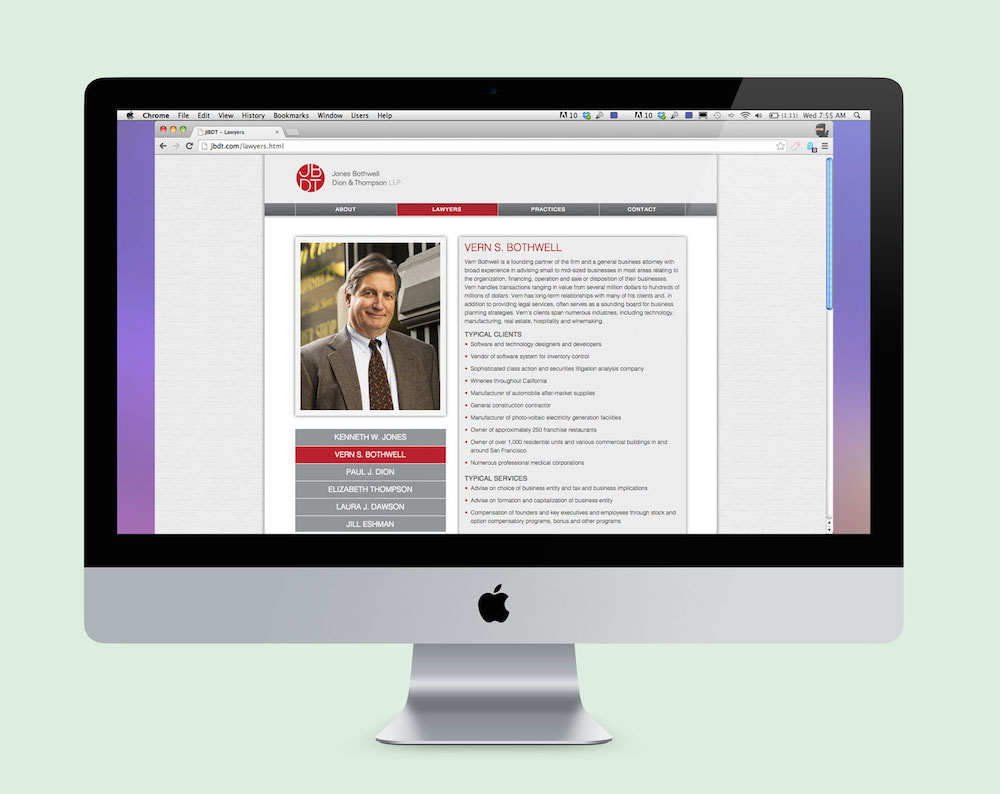 Chrome File Edit View History Bookmarks Window Users Help
10 10 (1:11) Wed 7:55 AM
JBDT - Lawyers
jbdt.com/lawyers.html
JB
DT
Jones Bothwell
Dion & Thompson LLP
ABOUT LAWYERS PRACTICES CONTACT
VERN S. BOTHWELL
Vern Bothwell is a founding partner of the firm and a general business attorney with
broad experience in advising small to mid-sized businesses in most areas relating to
the organization, financing, operation and sale or disposition of their businesses.
Vern handles transactions ranging in value from several million dollars to hundreds of
millions of dollars. Vern has long-term relationships with many of his clients and, in
addition to providing legal services, often serves as a sounding board for business
planning strategies. Vern's clients span numerous industries, including technology,
manufacturing, real estate, hospitality and winemaking.
TYPICAL CLIENTS
• Software and technology designers and developers
• Vendor of software system for inventory control
• Sophisticated class action and securities litigation analysis company
• Wineries throughout California
• Manufacturer of automobile after-market supplies
• General construction contractor
• Manufacturer of photo-voltaic electricity generation facilities
• Owner of approximately 250 franchise restaurants
• Owner of over 1,000 residential units and various commercial buildings in and
around San Francisco
• Numerous professional medical corporations
TYPICAL SERVICES
• Advise on choice of business entity and tax and business implications
• Advise on formation and capitalization of business entity
• Compensation of founders and key executives and employees through stock and
option compensatory programs, bonus and other programs
KENNETH W. JONES
VERN S. BOTHWELL
PAUL J. DION
ELIZABETH THOMPSON
LAURA J. DAWSON
JILL ESHMAN